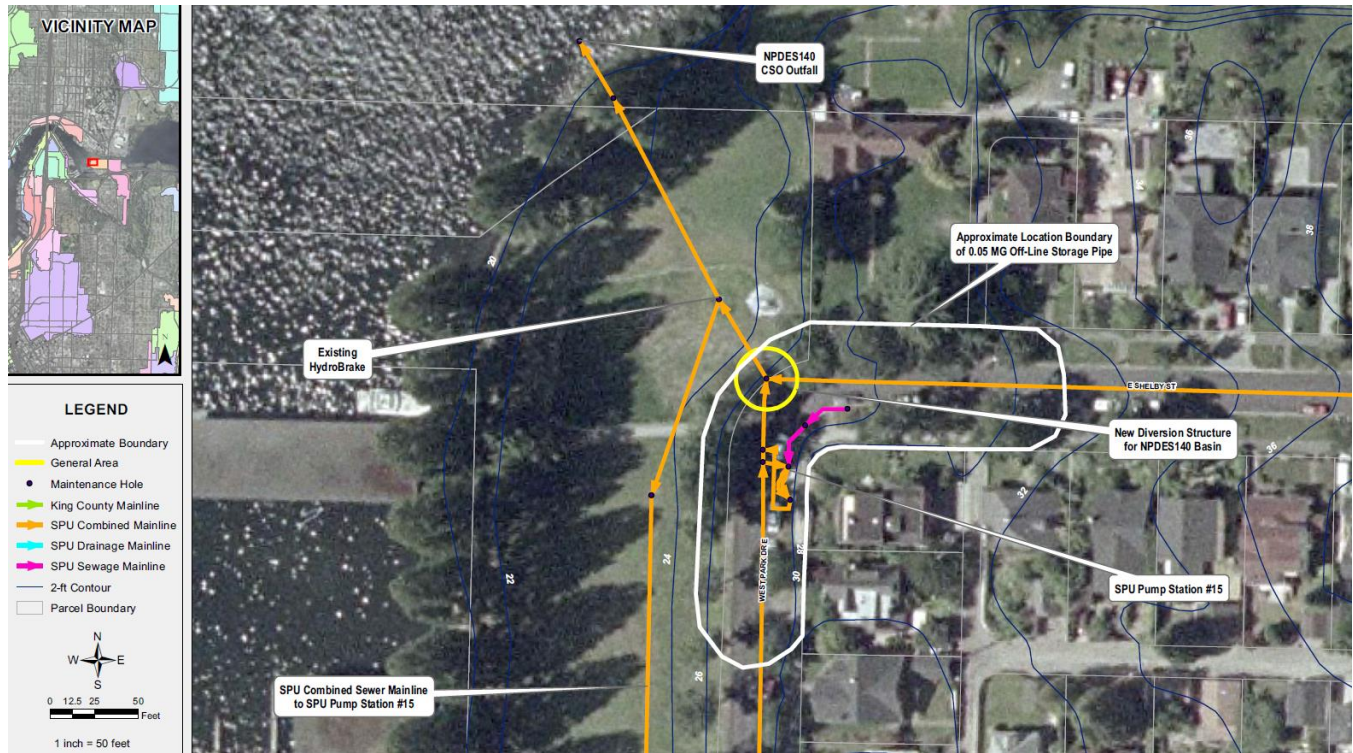 VICINITY MAP
N
LEGEND
Approximate Boundary
General Area
Maintenance Hole
King County Mainline
SPU Combined Mainline
SPU Drainage Mainline
SPU Sewage Mainline
2-ft Contour
Parcel Boundary
N
W E
S
0 12.5 25 50
Feet
1 inch = 50 feet
NPDES140
CSO Outfall
Approximate Location Boundary
of 0.05 MG Off-Line Storage Pipe
Existing
HydroBrake
E SHELBY ST
New Diversion Structure
for NPDES140 Basin
WEST PARK DR E
SPU Pump Station #15
SPU Combined Sewer Mainline
to SPU Pump Station #15
20
22
24
26
30
32
34
36
36
38